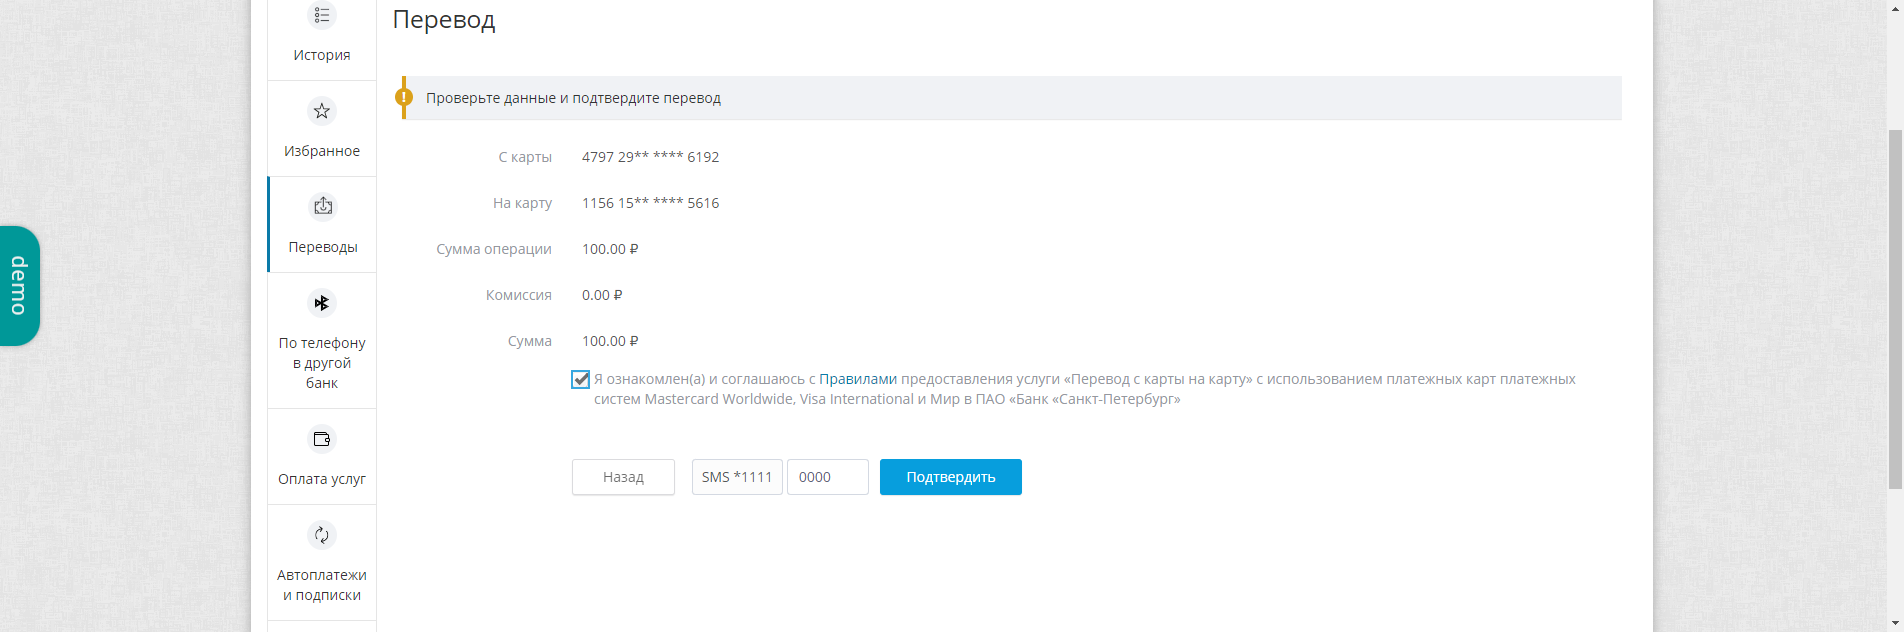 Перевод
История
Проверьте данные и подтвердите перевод
Избранное
С карты 4797 29** **** 6192
На карту 1156 15** **** 5616
Переводы
Сумма операции 100.00 ₽
demo
Комиссия 0.00 ₽
По телефону
в другой
банк
Сумма 100.00 ₽
Я ознакомлен(а) и соглашаюсь с Правилами предоставления услуги «Перевод с карты на карту» с использованием платежных карт платежных
систем Mastercard Worldwide, Visa International и Мир в ПАО «Банк «Санкт-Петербург»
Оплата услуг
Назад SMS *1111 0000 Подтвердить
Автоплатежи
и подписки